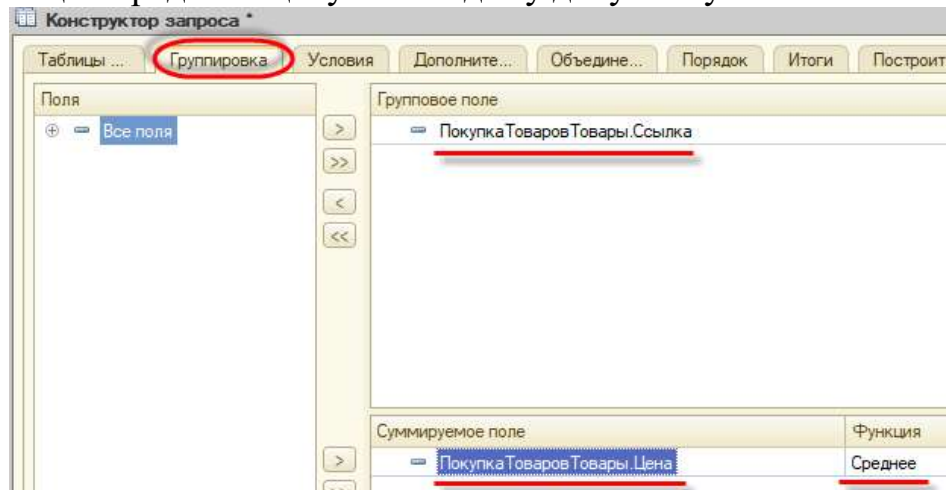 Конструктор запроса *
Таблицы ... Группировка Условия Дополните... Объедине... Порядок Итоги Построит
Поля Групповое поле
Все поля ПокупкаТоваровТовары.Ссылка
>
>>
<
<<
Суммируемое поле Функция
> ПокупкаТоваровТовары.Цена Среднее